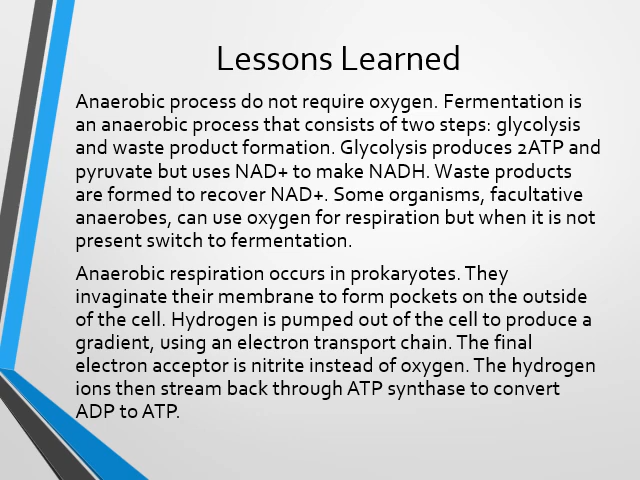 Lessons Learned
Anaerobic process do not require oxygen. Fermentation is
an anaerobic process that consists of two steps: glycolysis
and waste product formation. Glycolysis produces 2ATP and
pyruvate but uses NAD+ to make NADH. Waste products
are formed to recover NAD+. Some organisms, facultative
anaerobes, can use oxygen for respiration but when it is not
present switch to fermentation.
Anaerobic respiration occurs in prokaryotes. They
invaginate their membrane to form pockets on the outside
of the cell. Hydrogen is pumped out of the cell to produce a
gradient, using an electron transport chain. The final
electron acceptor is nitrite instead of oxygen. The hydrogen
ions then stream back through ATP synthase to convert
ADP to ATP.